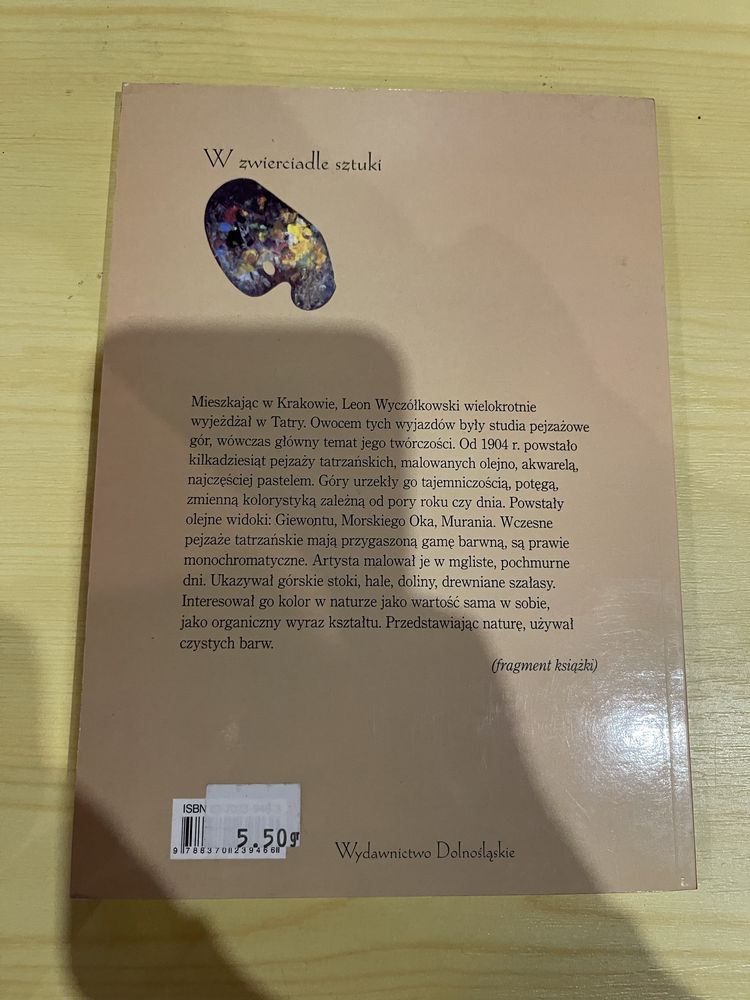 W zwierciadle sztuki
Mieszkając w Krakowie, Leon Wyczółkowski wielokrotnie
wyjeżdżał w Tatry. Owocem tych wyjazdów były studia pejzażowe
gór, wówczas główny temat jego twórczości. Od 1904 r. powstało
kilkadziesiąt pejzaży tatrzańskich, malowanych olejno, akwarelą,
najczęściej pastelem. Góry urzekły go tajemniczością, potęgą,
zmienną kolorystyką zależną od pory roku czy dnia. Powstały
olejne widoki: Giewontu, Morskiego Oka, Murania. Wczesne
pejzaże tatrzańskie mają przygaszoną gamę barwną, są prawie
monochromatyczne. Artysta malował je w mgliste, pochmurne
dni. Ukazywał górskie stoki, hale, doliny, drewniane szałasy.
Interesował go kolor w naturze jako wartość sama w sobie,
jako organiczny wyraz kształtu. Przedstawiając naturę, używał
czystych barw.
(fragment książki)
ISBN
5.50 gr
9 788370 239466
Wydawnictwo Dolnośląskie